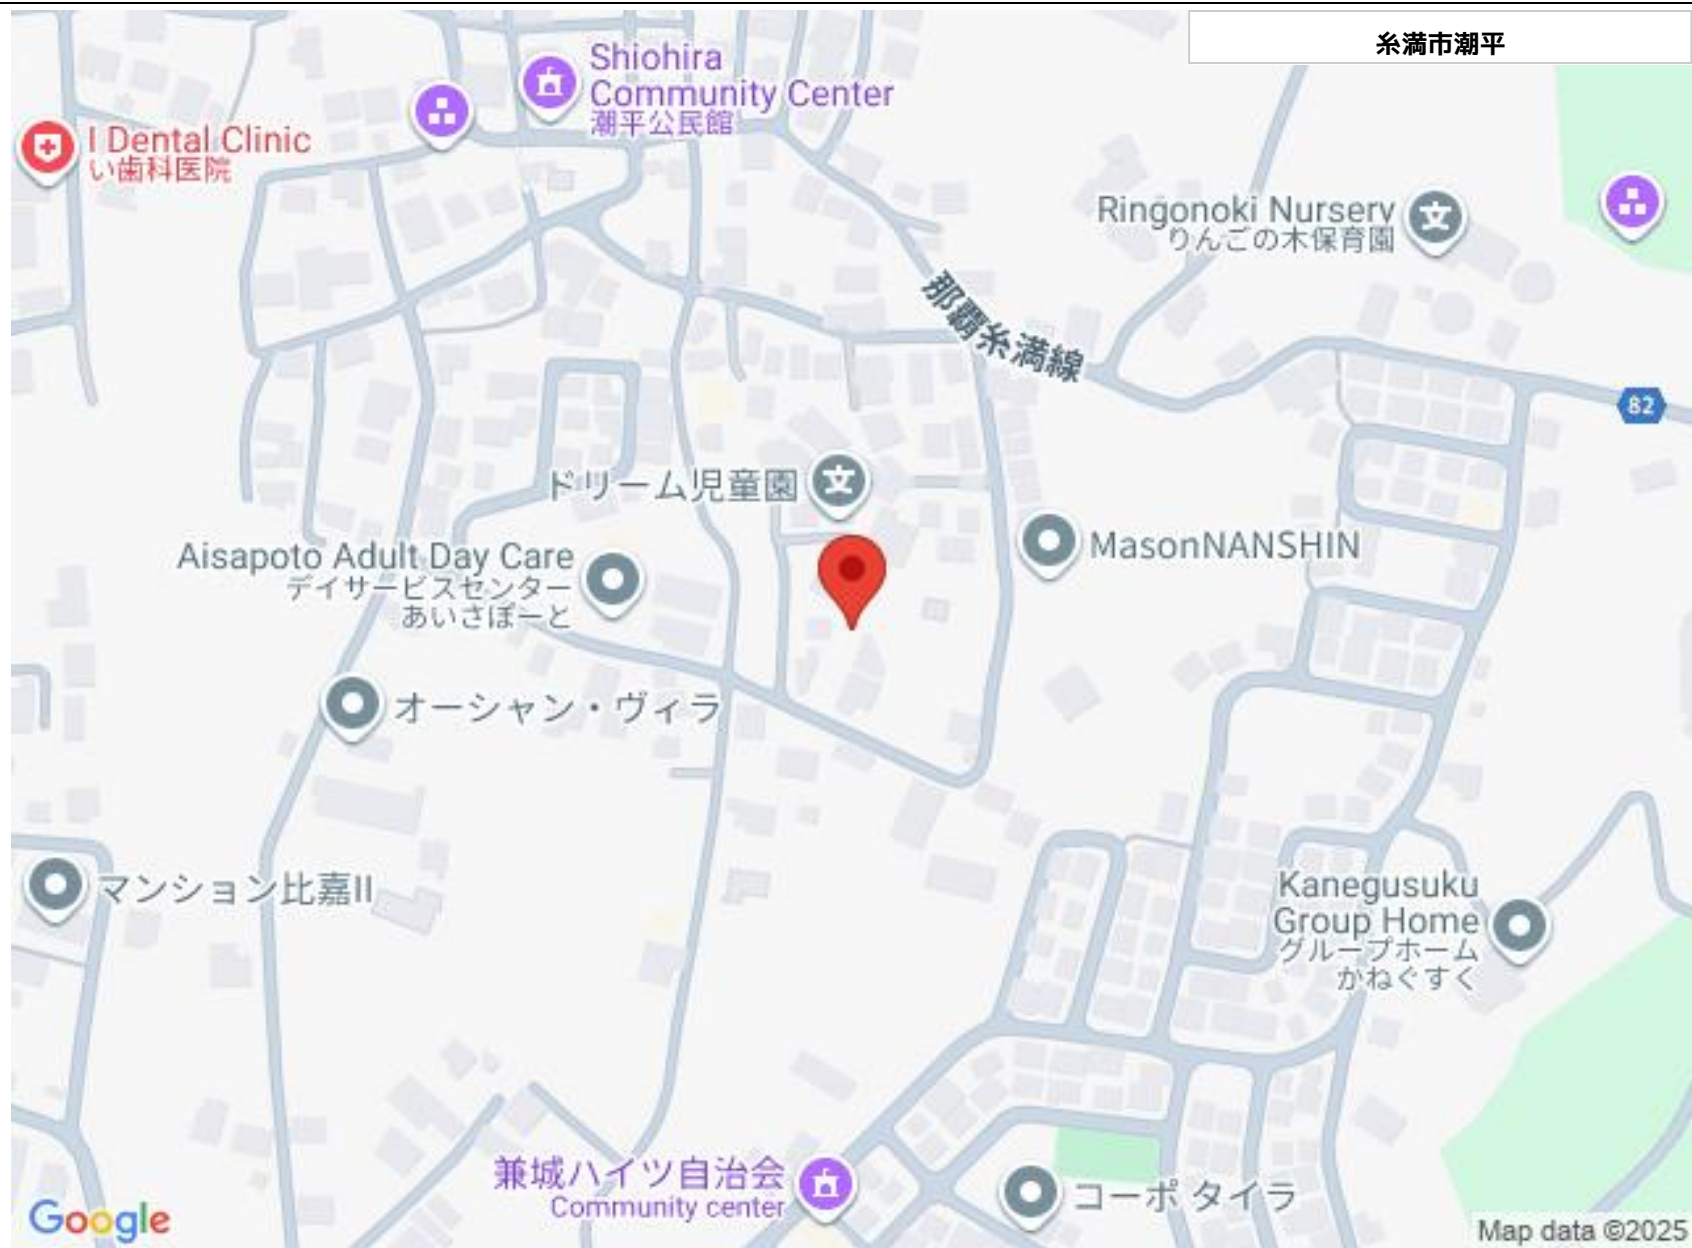 糸満市潮平
Shiohira
Community Center
潮平公民館
I Dental Clinic
い歯科医院
Ringonoki Nursery
りんごの木保育園
那覇糸満線
82
ドリーム児童園
MasonNANSHIN
Aisapoto Adult Day Care
デイサービスセンター
あいさぽーと
オーシャン・ヴィラ
マンション比嘉II
Kanegusuku
Group Home
グループホーム
かねぐすく
兼城ハイツ自治会
Community center
コーポ タイラ
Google
Map data ©2025